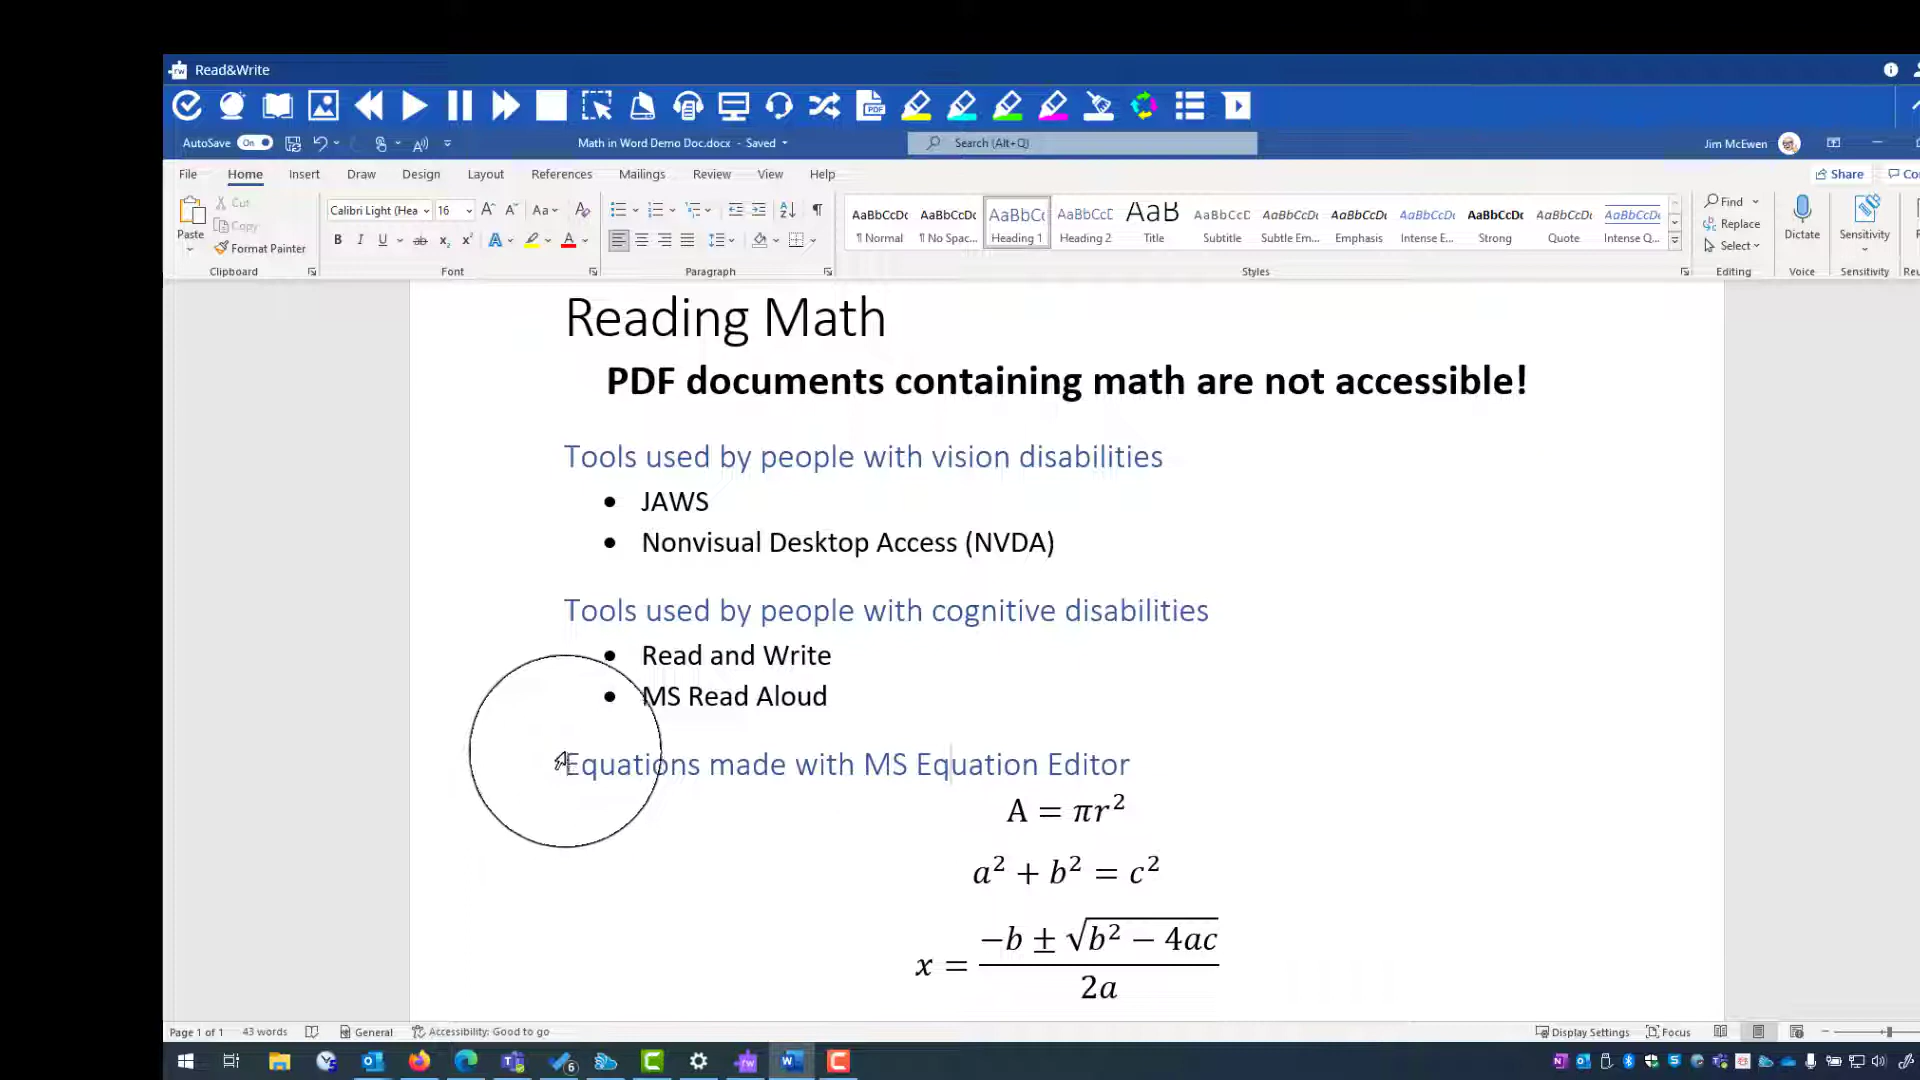 Read&Write
AutoSave On Math in Word Demo Doc.docx - Saved Search (Alt+Q) Jim McEwen
File Home Insert Draw Design Layout References Mailings Review View Help Share
Paste Cut Copy Format Painter
Calibri Light (Hea 16
AaBbCcDc AaBbCcDc AaBbCc AaBbCcD AaB AaBbCcD AaBbCcDc AaBbCcDc AaBbCcDc AaBbCcDc AaBbCcDc AaBbCcDc
¶ Normal ¶ No Spac... Heading 1 Heading 2 Title Subtitle Subtle Em... Emphasis Intense E... Strong Quote Intense Q...
Find Replace Select Dictate Sensitivity
Clipboard Font Paragraph Styles Editing Voice Sensitivity
Reading Math
PDF documents containing math are not accessible!
Tools used by people with vision disabilities
• JAWS
• Nonvisual Desktop Access (NVDA)
Tools used by people with cognitive disabilities
• Read and Write
• MS Read Aloud
Equations made with MS Equation Editor
A = πr²
a² + b² = c²
x = (−b ± √(b² − 4ac)) / 2a
Page 1 of 1 43 words General Accessibility: Good to go Display Settings Focus